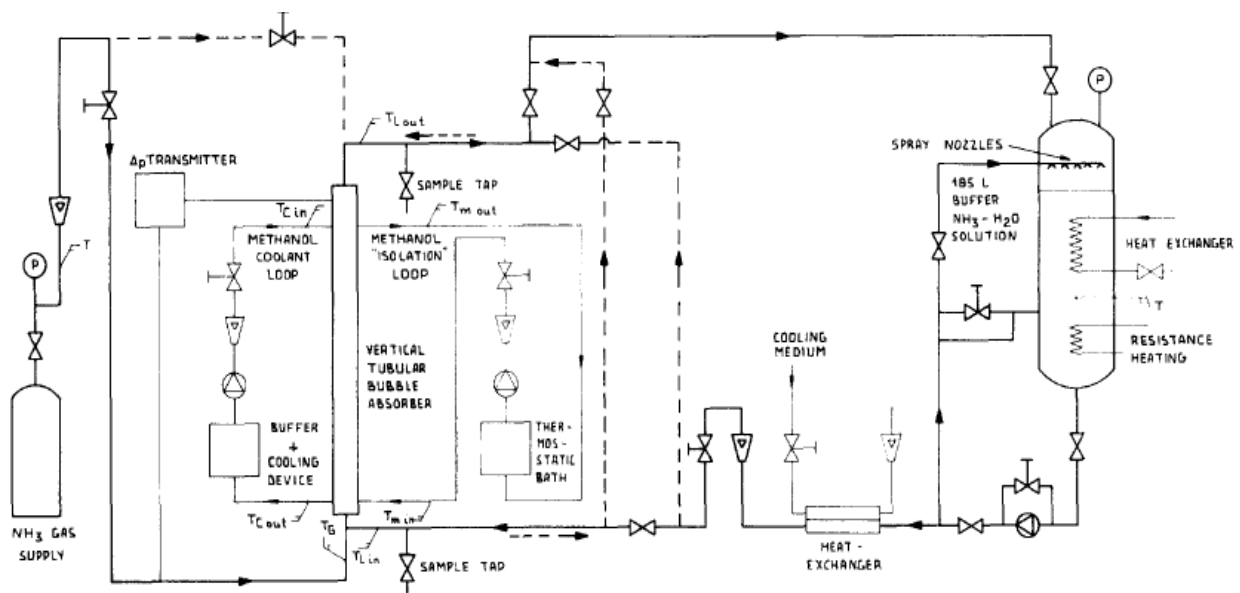 P
T
NH3 GAS
SUPPLY
ΔpTRANSMITTER
TL out
SAMPLE TAP
TC in
METHANOL
COOLANT
LOOP
Tm out
METHANOL
"ISOLATION"
LOOP
VERTICAL
TUBULAR
BUBBLE
ABSORBER
BUFFER
+
COOLING
DEVICE
THER-
MOS-
STATIC
BATH
TC out
TG
Tm in
TL in
SAMPLE TAP
COOLING
MEDIUM
HEAT -
EXCHANGER
P
SPRAY NOZZLES
185 L
BUFFER
NH3-H2O
SOLUTION
HEAT EXCHANGER
T
RESISTANCE
HEATING